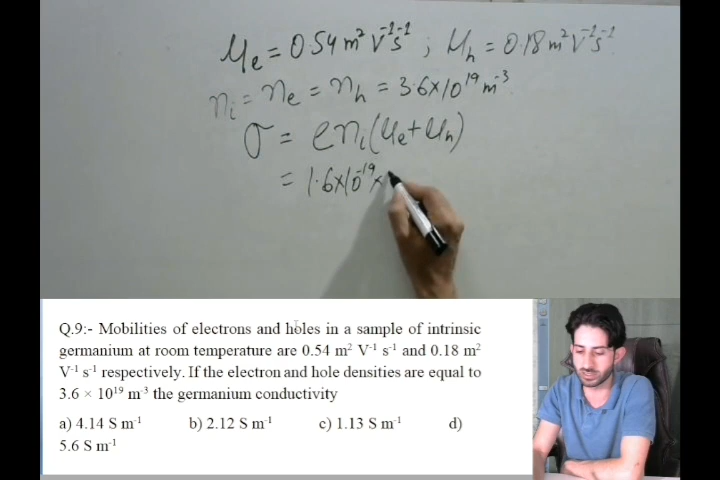 μe = 0.54 m² V⁻¹s⁻¹ ; μh = 0.18 m² V⁻¹s⁻¹
ni = ne = nh = 3.6×10¹⁹ m⁻³
σ = e ni (μe + μh)
= 1.6×10⁻¹⁹×
Q.9:- Mobilities of electrons and holes in a sample of intrinsic
germanium at room temperature are 0.54 m² V⁻¹ s⁻¹ and 0.18 m²
V⁻¹ s⁻¹ respectively. If the electron and hole densities are equal to
3.6 × 10¹⁹ m⁻³ the germanium conductivity
a) 4.14 S m⁻¹ b) 2.12 S m⁻¹ c) 1.13 S m⁻¹ d)
5.6 S m⁻¹